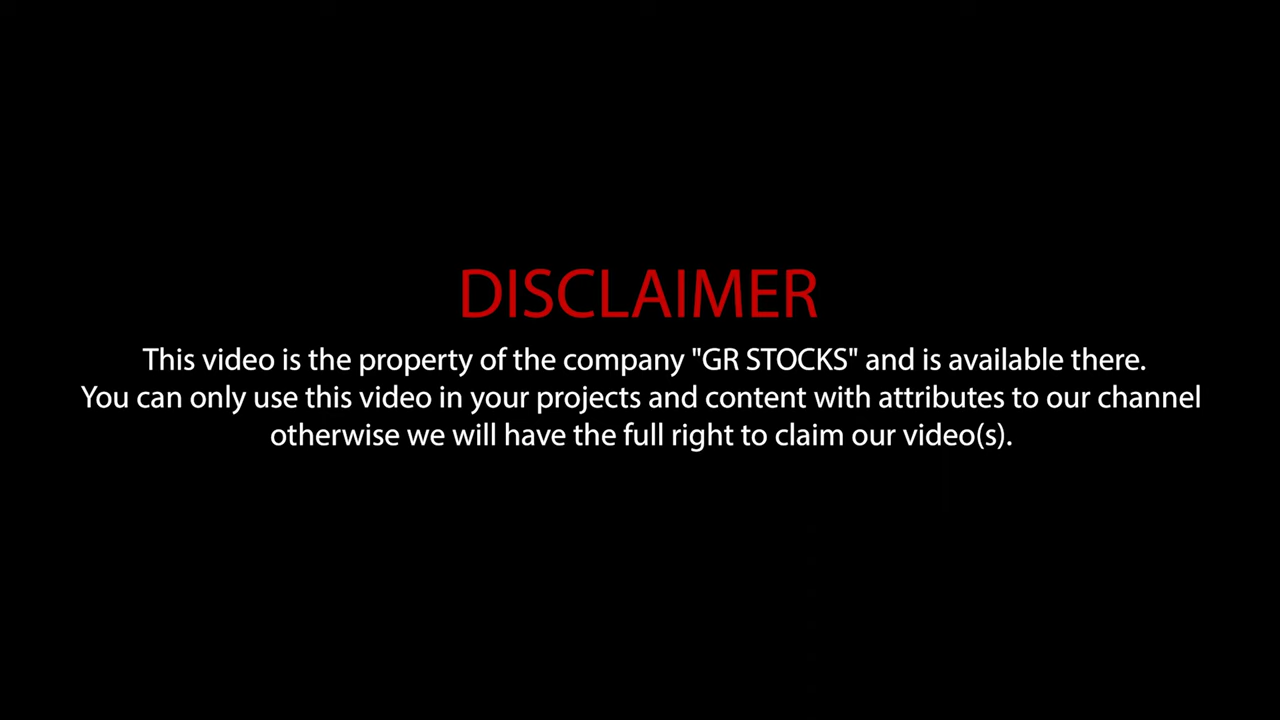 DISCLAIMER
This video is the property of the company "GR STOCKS" and is available there.
You can only use this video in your projects and content with attributes to our channel
otherwise we will have the full right to claim our video(s).